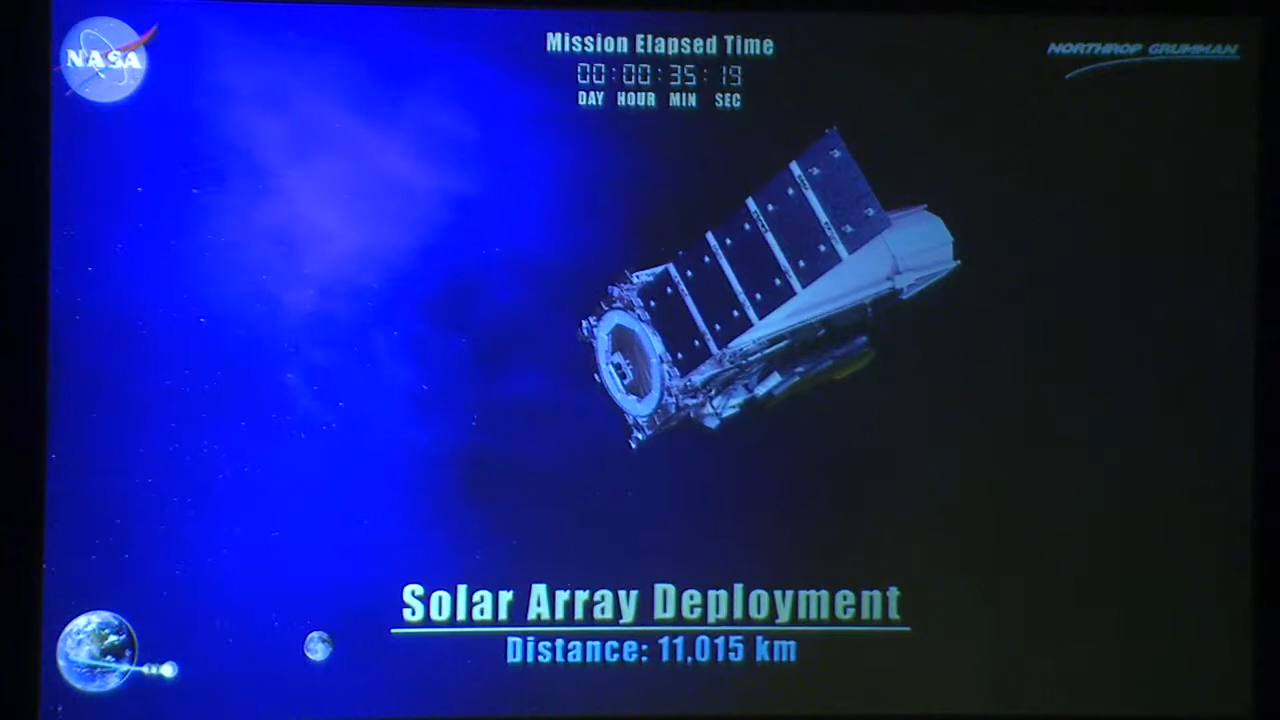 NASA
Mission Elapsed Time
00:00:35:19
DAY HOUR MIN SEC
NORTHROP GRUMMAN
Solar Array Deployment
Distance: 11,015 km